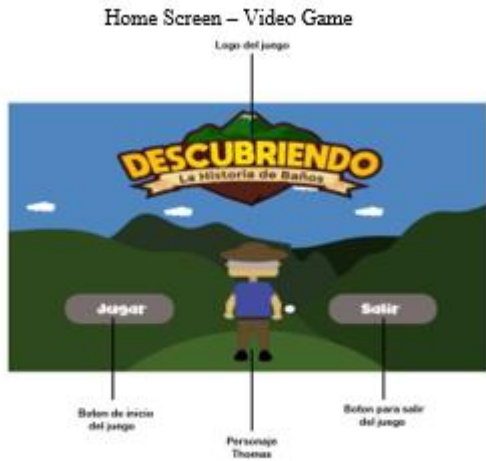 Home Screen – Video Game
Logo del juego
DESCUBRIENDO
La Historia de Baños
Jugar
Salir
Boton de inicio
del juego
Boton para salir
del juego
Personaje
Thomas